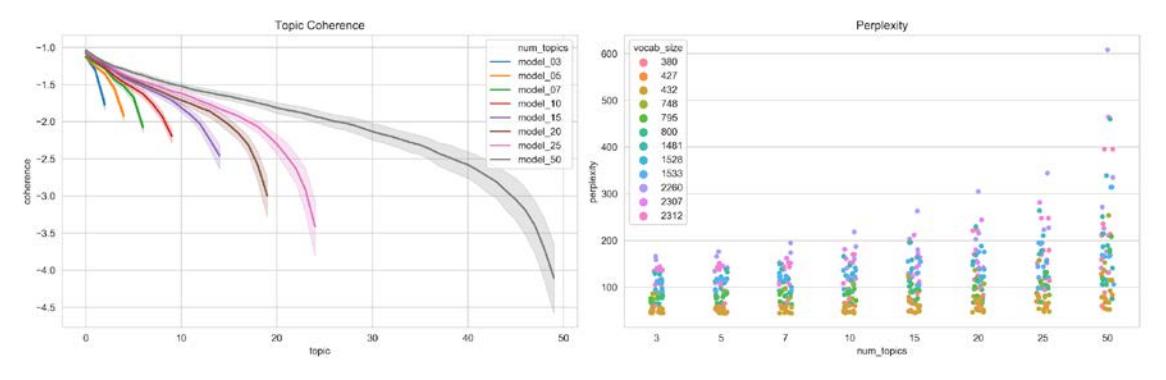 Topic Coherence
coherence
−1.0
−1.5
−2.0
−2.5
−3.0
−3.5
−4.0
−4.5
0 10 20 30 40 50
topic
num_topics
model_03
model_05
model_07
model_10
model_15
model_20
model_25
model_50
Perplexity
perplexity
600
500
400
300
200
100
3 5 7 10 15 20 25 50
num_topics
vocab_size
380
427
432
748
795
800
1481
1528
1533
2260
2307
2312